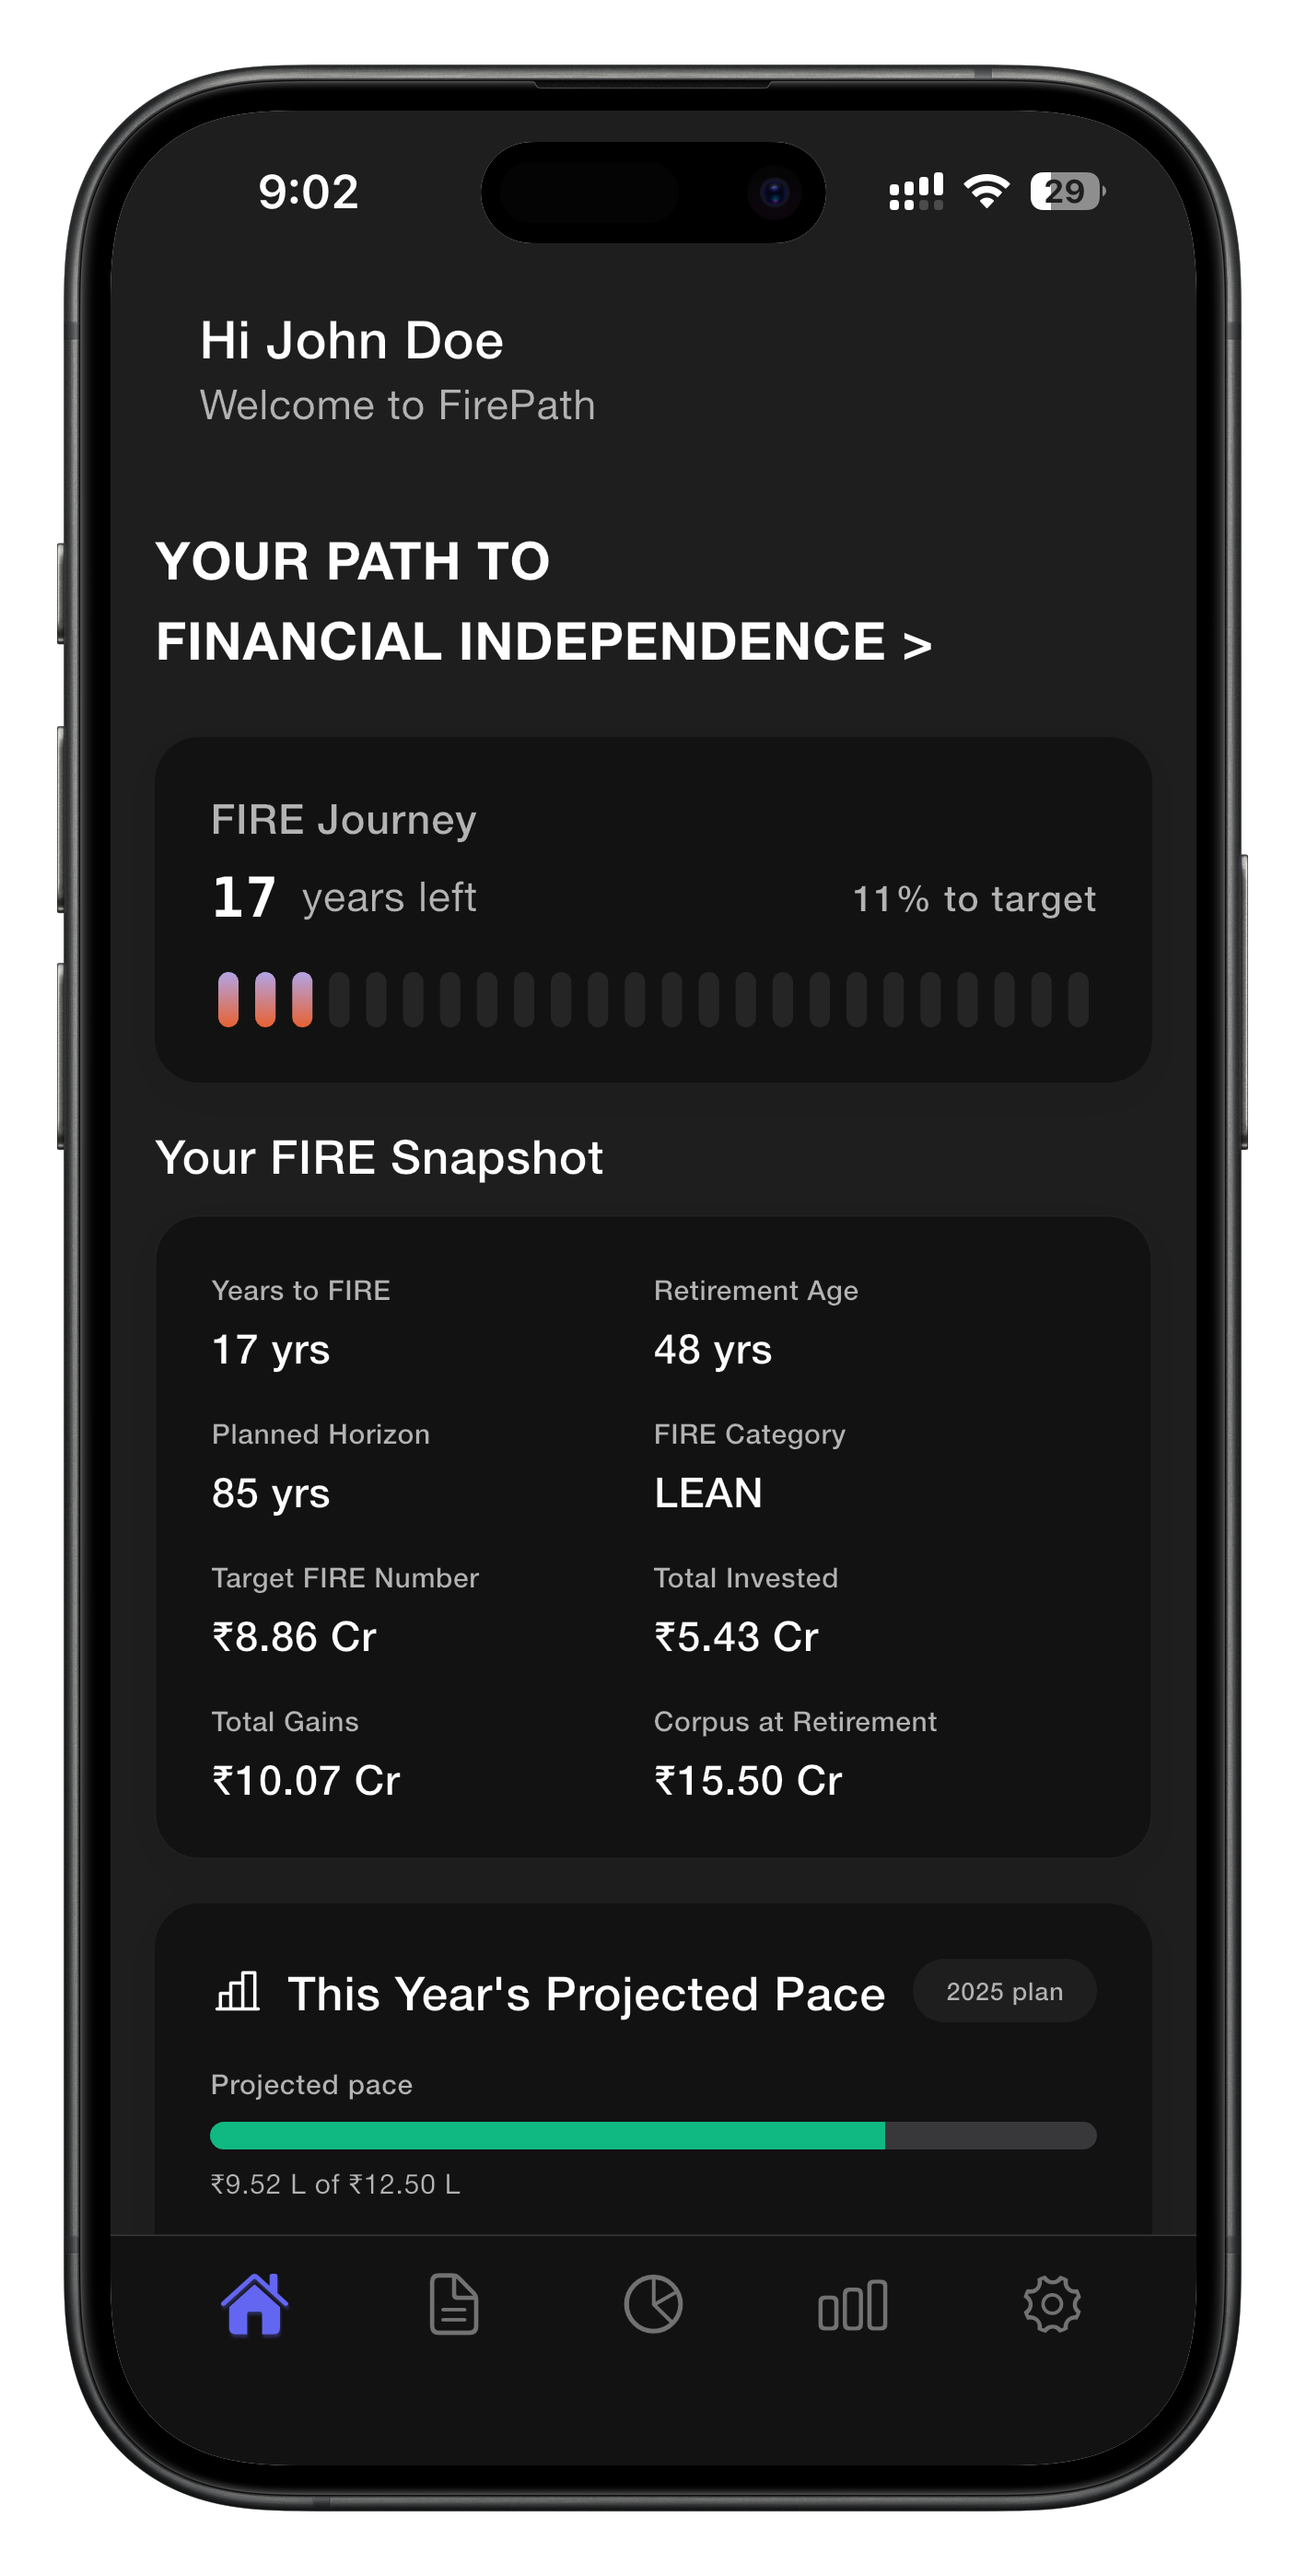 9:02
29
Hi John Doe
Welcome to FirePath
YOUR PATH TO
FINANCIAL INDEPENDENCE >
FIRE Journey
17 years left
11% to target
Your FIRE Snapshot
Years to FIRE
Retirement Age
17 yrs
48 yrs
Planned Horizon
FIRE Category
85 yrs
LEAN
Target FIRE Number
Total Invested
₹8.86 Cr
₹5.43 Cr
Total Gains
Corpus at Retirement
₹10.07 Cr
₹15.50 Cr
This Year's Projected Pace
2025 plan
Projected pace
₹9.52 L of ₹12.50 L